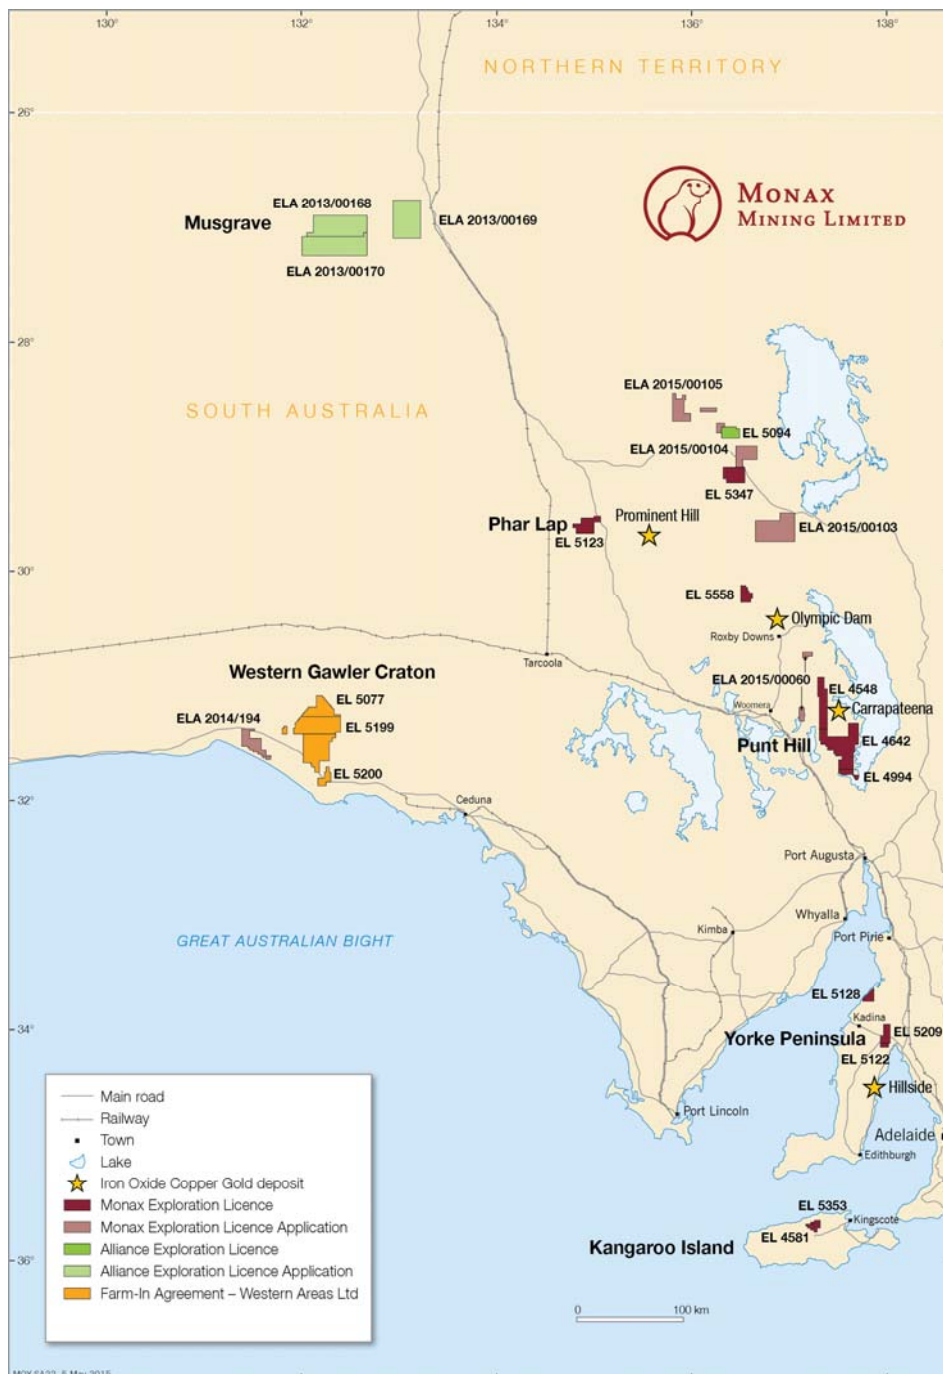 130°
132°
134°
136°
138°
NORTHERN TERRITORY
26°
MONAX
MINING LIMITED
ELA 2013/00168
Musgrave
ELA 2013/00169
ELA 2013/00170
28°
ELA 2015/00105
SOUTH AUSTRALIA
EL 5094
ELA 2015/00104
EL 5347
Prominent Hill
Phar Lap
ELA 2015/00103
EL 5123
30°
EL 5558
Olympic Dam
Roxby Downs
Tarcoola
Western Gawler Craton
ELA 2015/00060
EL 4548
EL 5077
Woomera
Carrapateena
ELA 2014/194
EL 5199
EL 4642
Punt Hill
EL 5200
EL 4994
32°
Ceduna
Port Augusta
Whyalla
GREAT AUSTRALIAN BIGHT
Kimba
Port Pirie
EL 5128
34°
Kadina
EL 5209
Yorke Peninsula
EL 5122
Hillside
Main road
Railway
Port Lincoln
Town
Adelaide
Lake
Edithburgh
Iron Oxide Copper Gold deposit
Monax Exploration Licence
EL 5353
Monax Exploration Licence Application
Kingscote
EL 4581
Alliance Exploration Licence
Kangaroo Island
36°
Alliance Exploration Licence Application
Farm-In Agreement – Western Areas Ltd
0
100 km